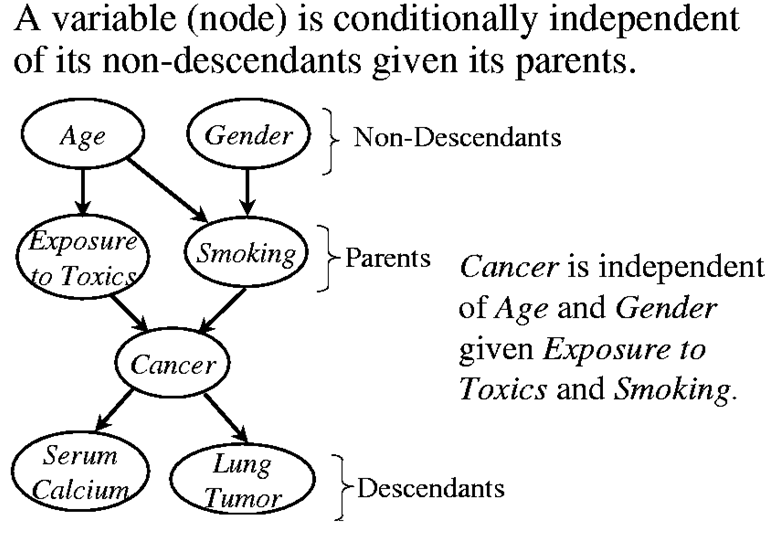 A variable (node) is conditionally independent
of its non-descendants given its parents.
Age
Gender
Non-Descendants
Exposure
to Toxics
Smoking
Parents
Cancer is independent
of Age and Gender
given Exposure to
Toxics and Smoking.
Cancer
Serum
Calcium
Lung
Tumor
Descendants